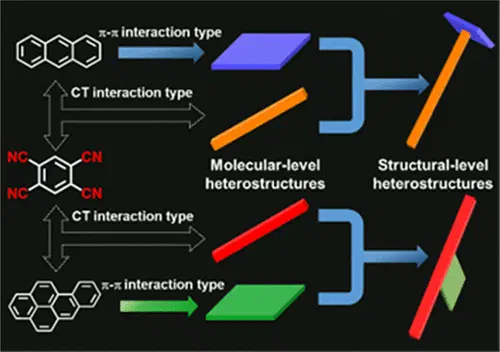 π-π interaction type
CT interaction type
NC CN
NC CN
Molecular-level
heterostructures
Structural-level
heterostructures
CT interaction type
π-π interaction type